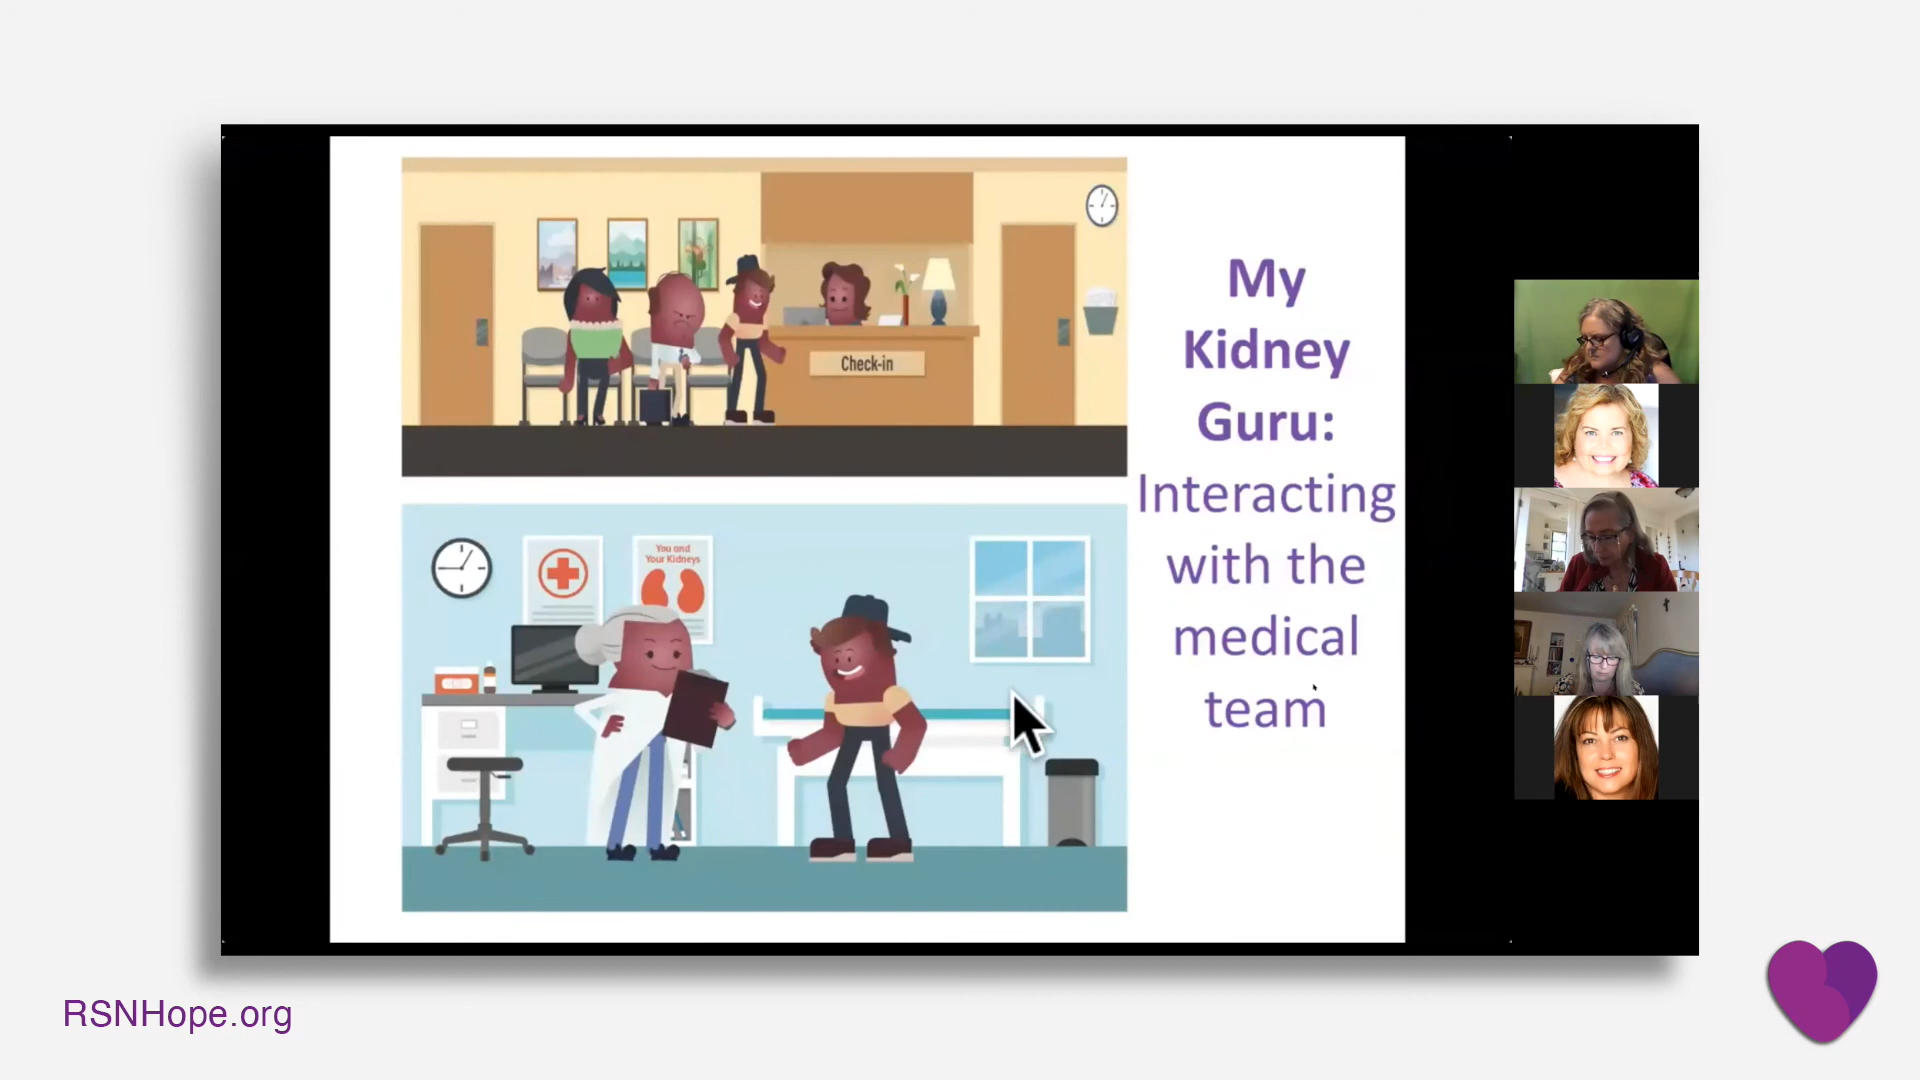 Check-in
You and
Your Kidneys
My
Kidney
Guru:
Interacting
with the
medical
team
RSNHope.org